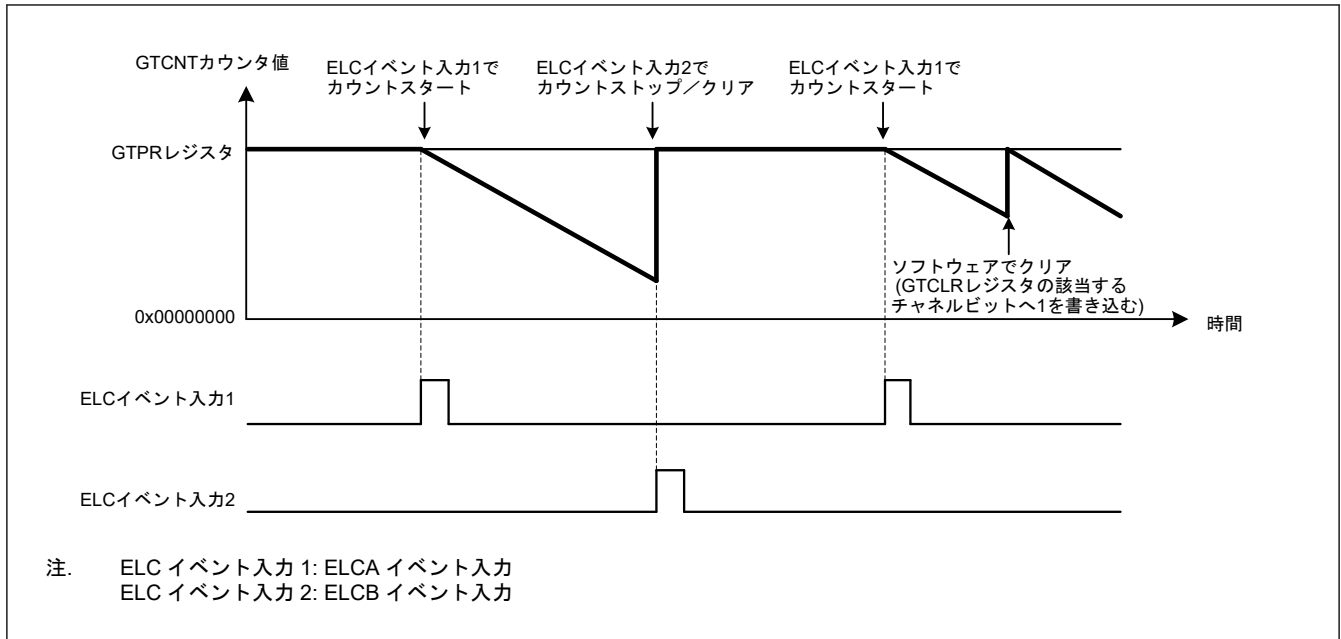 GTCNTカウンタ値
ELCイベント入力1で
カウントスタート
ELCイベント入力2で
カウントストップ／クリア
ELCイベント入力1で
カウントスタート
GTPRレジスタ
ソフトウェアでクリア
(GTCLRレジスタの該当する
チャネルビットへ1を書き込む)
0x00000000
時間
ELCイベント入力1
ELCイベント入力2
注. ELC イベント入力 1: ELCA イベント入力
ELC イベント入力 2: ELCB イベント入力